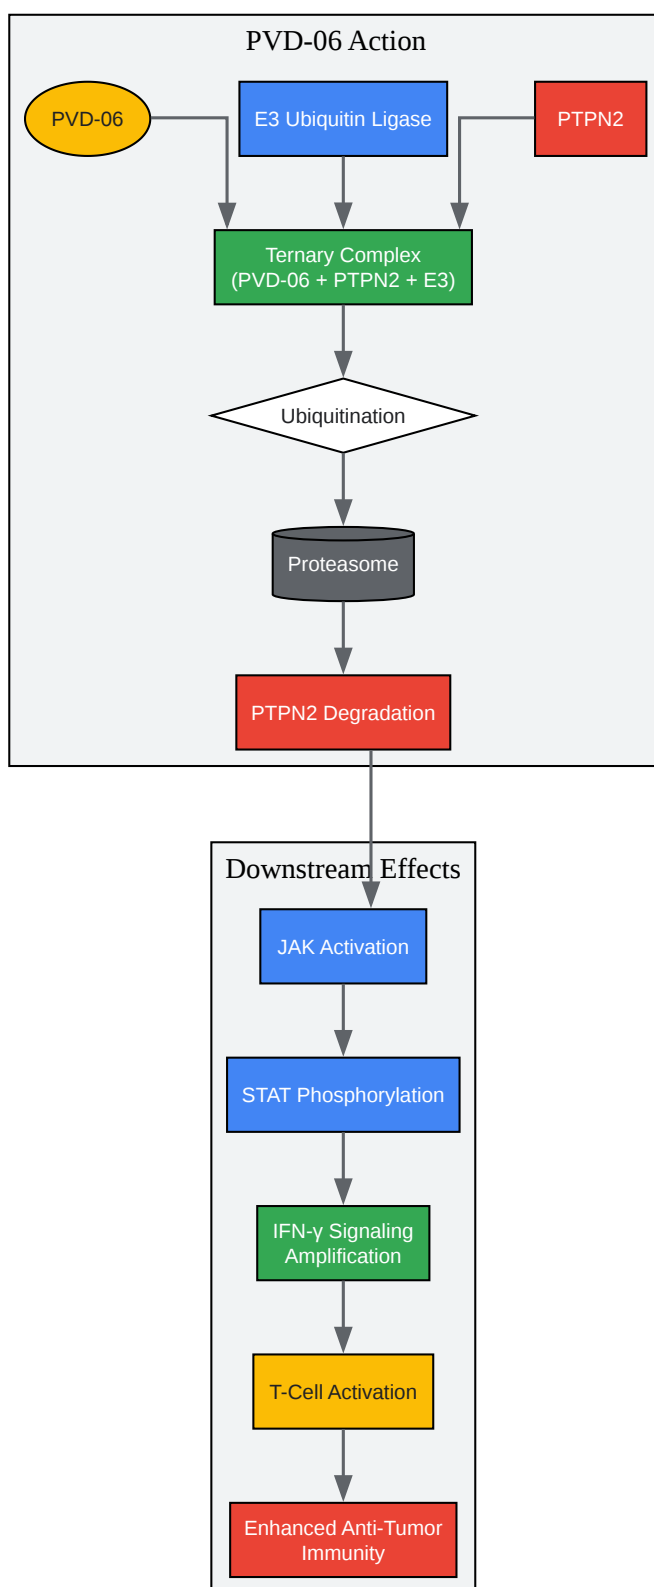 PVD-06 Action
PVD-06
E3 Ubiquitin Ligase
PTPN2
Ternary Complex
(PVD-06 + PTPN2 + E3)
Ubiquitination
Proteasome
PTPN2 Degradation
Downstream Effects
JAK Activation
STAT Phosphorylation
IFN-γ Signaling
Amplification
T-Cell Activation
Enhanced Anti-Tumor
Immunity